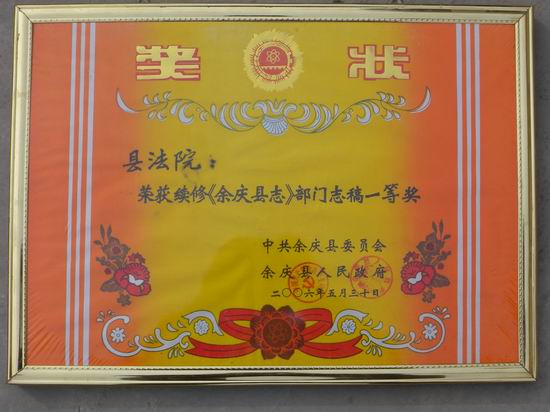 奖状
县法院：
荣获续修《余庆县志》部门志稿一等奖
中共余庆县委员会
余庆县人民政府
二〇〇六年五月三十日